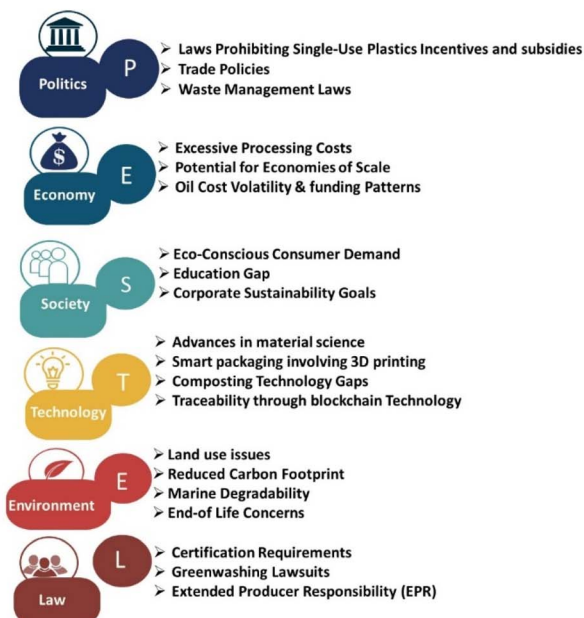 Politics
P
➢ Laws Prohibiting Single-Use Plastics Incentives and subsidies
➢ Trade Policies
➢ Waste Management Laws
$
Economy
E
➢ Excessive Processing Costs
➢ Potential for Economies of Scale
➢ Oil Cost Volatility & funding Patterns
Society
S
➢ Eco-Conscious Consumer Demand
➢ Education Gap
➢ Corporate Sustainability Goals
Technology
T
➢ Advances in material science
➢ Smart packaging involving 3D printing
➢ Composting Technology Gaps
➢ Traceability through blockchain Technology
Environment
E
➢ Land use issues
➢ Reduced Carbon Footprint
➢ Marine Degradability
➢ End-of Life Concerns
Law
L
➢ Certification Requirements
➢ Greenwashing Lawsuits
➢ Extended Producer Responsibility (EPR)